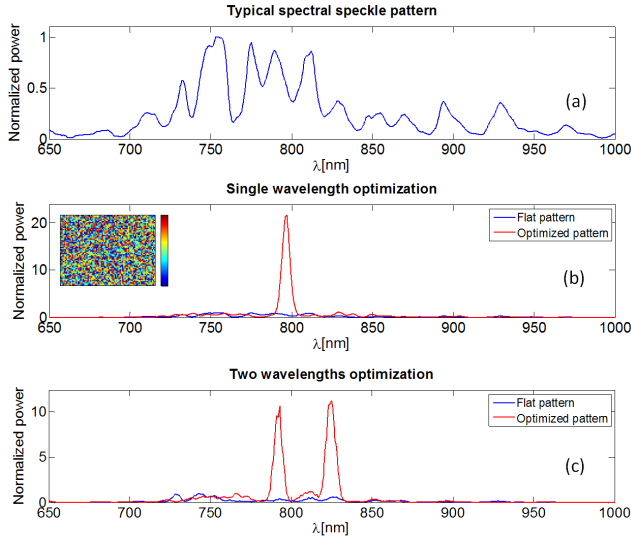 Typical spectral speckle pattern
Normalized power
1
0.5
0
(a)
650 700 750 800 850 900 950 1000
λ[nm]
Single wavelength optimization
Normalized power
20
10
0
Flat pattern
Optimized pattern
(b)
650 700 750 800 850 900 950 1000
λ[nm]
Two wavelengths optimization
Normalized power
10
5
0
Flat pattern
Optimized pattern
(c)
650 700 750 800 850 900 950 1000
λ[nm]